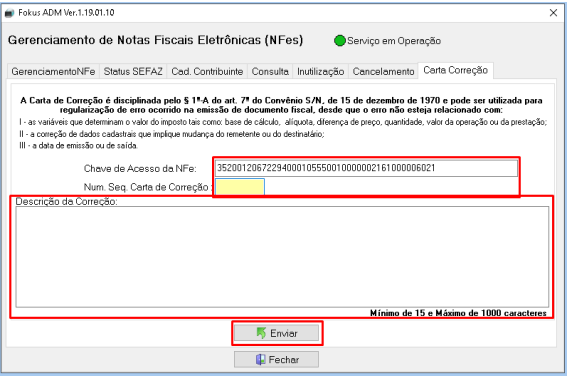 Fokus ADM Ver.1.19.01.10
Gerenciamento de Notas Fiscais Eletrônicas (NFes) Serviço em Operação
GerenciamentoNFe Status SEFAZ Cad. Contribuinte Consulta Inutilização Cancelamento Carta Correção
A Carta de Correção é disciplinada pelo § 1º-A do art. 7º do Convênio S/N, de 15 de dezembro de 1970 e pode ser utilizada para
regularização de erro ocorrido na emissão de documento fiscal, desde que o erro não esteja relacionado com:
I - as variáveis que determinam o valor do imposto tais como: base de cálculo, alíquota, diferença de preço, quantidade, valor da operação ou da prestação;
II - a correção de dados cadastrais que implique mudança do remetente ou do destinatário;
III - a data de emissão ou de saída.
Chave de Acesso da NFe: 35200120672294000105550010000002161000006021
Num. Seq. Carta de Correção :
Descrição da Correção:
Mínimo de 15 e Máximo de 1000 caracteres
Enviar
Fechar